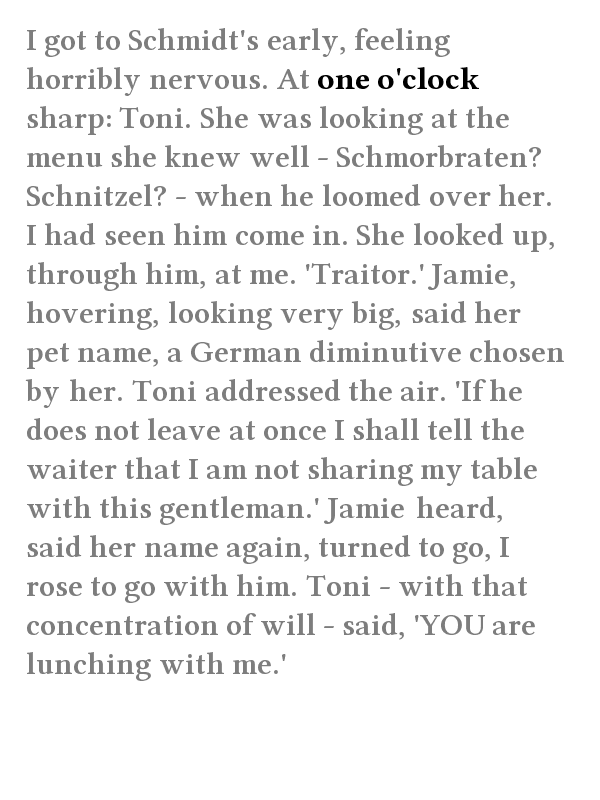 I got to Schmidt's early, feeling
horribly nervous. At one o'clock
sharp: Toni. She was looking at the
menu she knew well – Schmorbraten?
Schnitzel? – when he loomed over her.
I had seen him come in. She looked up,
through him, at me. 'Traitor.' Jamie,
hovering, looking very big, said her
pet name, a German diminutive chosen
by her. Toni addressed the air. 'If he
does not leave at once I shall tell the
waiter that I am not sharing my table
with this gentleman.' Jamie heard,
said her name again, turned to go, I
rose to go with him. Toni – with that
concentration of will – said, 'YOU are
lunching with me.'